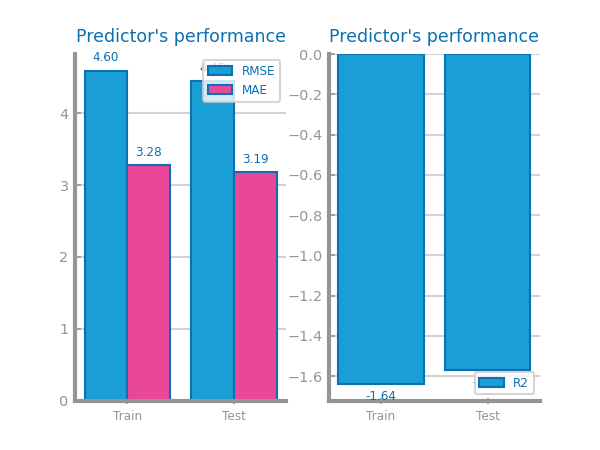 Predictor's performance
4.60
3.28
3.19
RMSE
MAE
4
3
2
1
0
Train
Test
Predictor's performance
0.0
−0.2
−0.4
−0.6
−0.8
−1.0
−1.2
−1.4
−1.6
-1.64
R2
Train
Test